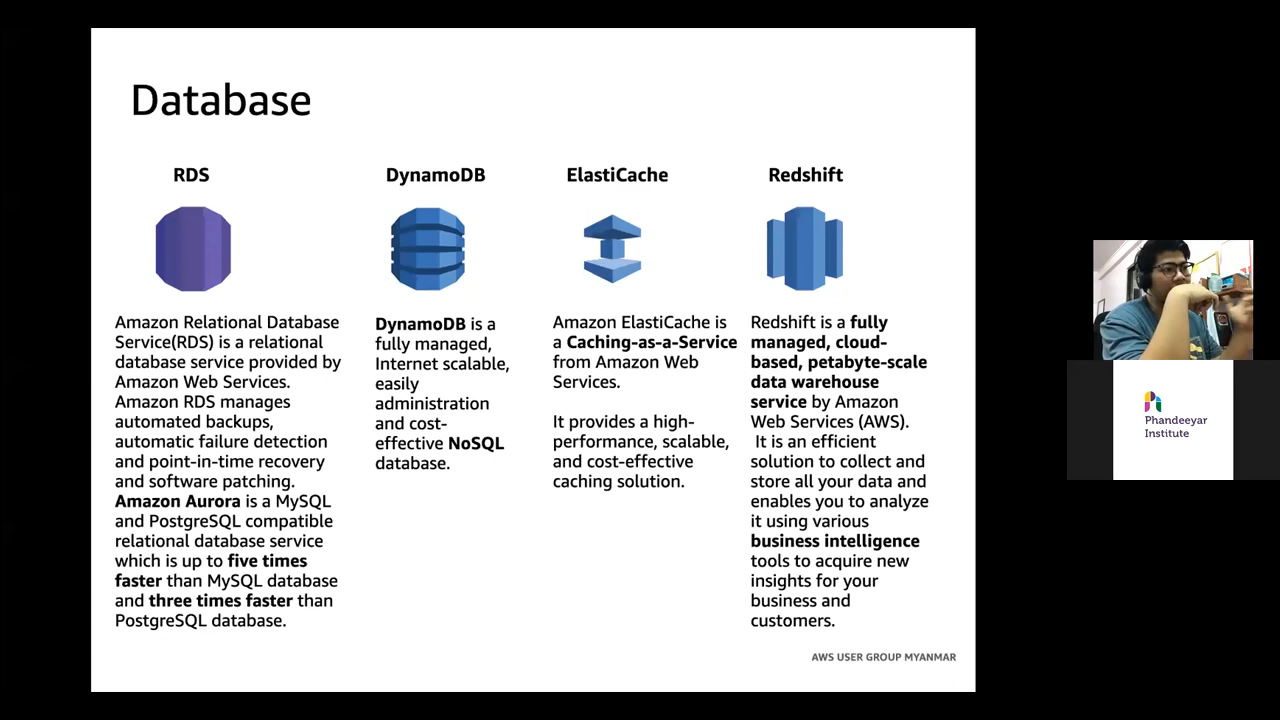 Database
RDS
Amazon Relational Database
Service(RDS) is a relational
database service provided by
Amazon Web Services.
Amazon RDS manages
automated backups,
automatic failure detection
and point-in-time recovery
and software patching.
Amazon Aurora is a MySQL
and PostgreSQL compatible
relational database service
which is up to five times
faster than MySQL database
and three times faster than
PostgreSQL database.
DynamoDB
DynamoDB is a
fully managed,
Internet scalable,
easily
administration
and cost-
effective NoSQL
database.
ElastiCache
Amazon ElastiCache is
a Caching-as-a-Service
from Amazon Web
Services.
It provides a high-
performance, scalable,
and cost-effective
caching solution.
Redshift
Redshift is a fully
managed, cloud-
based, petabyte-scale
data warehouse
service by Amazon
Web Services (AWS).
It is an efficient
solution to collect and
store all your data and
enables you to analyze
it using various
business intelligence
tools to acquire new
insights for your
business and
customers.
AWS USER GROUP MYANMAR
Phandeeyar
Institute